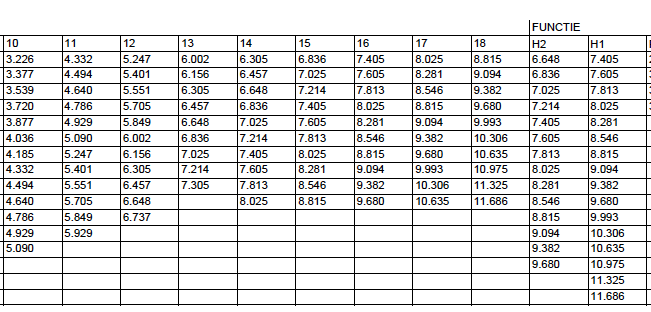 FUNCTIE
10 11 12 13 14 15 16 17 18 H2 H1
3.226 4.332 5.247 6.002 6.305 6.836 7.405 8.025 8.815 6.648 7.405
3.377 4.494 5.401 6.156 6.457 7.025 7.605 8.281 9.094 6.836 7.605
3.539 4.640 5.551 6.305 6.648 7.214 7.813 8.546 9.382 7.025 7.813
3.720 4.786 5.705 6.457 6.836 7.405 8.025 8.815 9.680 7.214 8.025
3.877 4.929 5.849 6.648 7.025 7.605 8.281 9.094 9.993 7.405 8.281
4.036 5.090 6.002 6.836 7.214 7.813 8.546 9.382 10.306 7.605 8.546
4.185 5.247 6.156 7.025 7.405 8.025 8.815 9.680 10.635 7.813 8.815
4.332 5.401 6.305 7.214 7.605 8.281 9.094 9.993 10.975 8.025 9.094
4.494 5.551 6.457 7.305 7.813 8.546 9.382 10.306 11.325 8.281 9.382
4.640 5.705 6.648 8.025 8.815 9.680 10.635 11.686 8.546 9.680
4.786 5.849 6.737 8.815 9.993
4.929 5.929 9.094 10.306
5.090 9.382 10.635
9.680 10.975
11.325
11.686